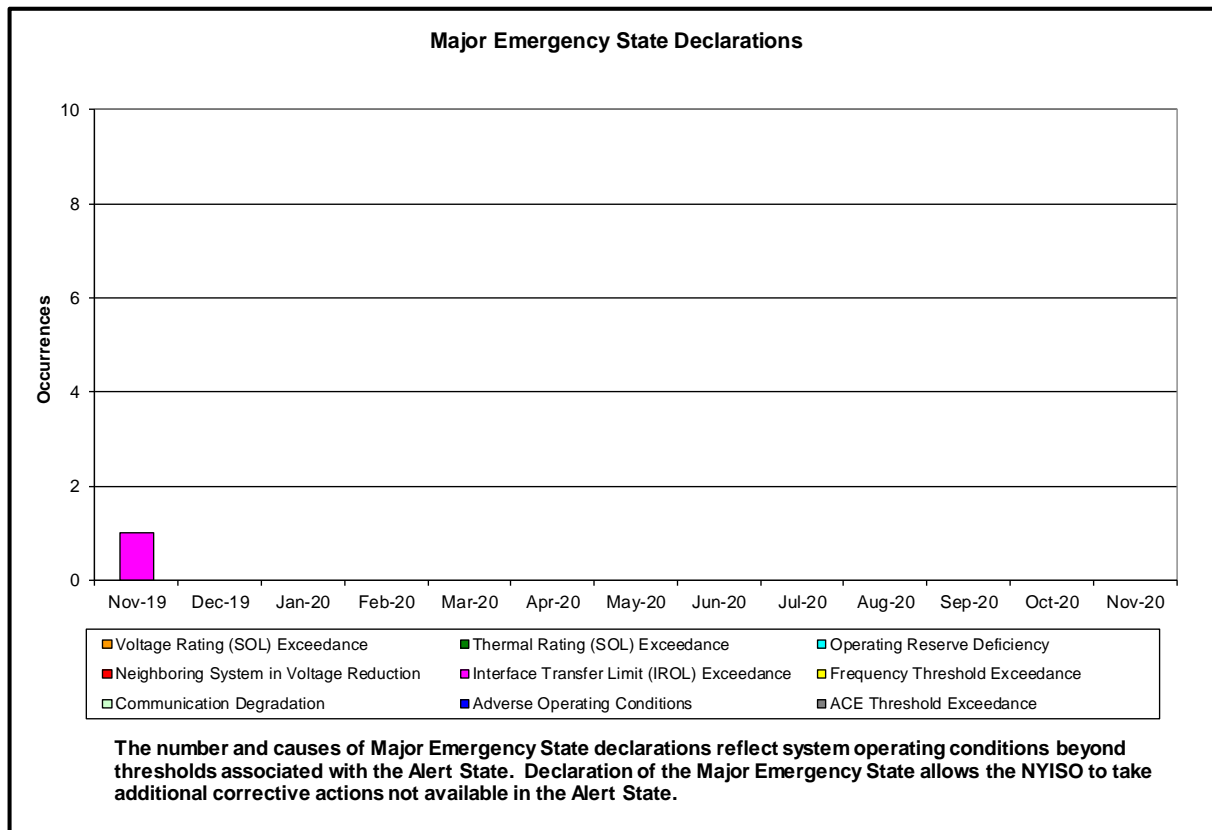 Major Emergency State Declarations
10
8
6
4
2
0
Occurrences
Nov-19 Dec-19 Jan-20 Feb-20 Mar-20 Apr-20 May-20 Jun-20 Jul-20 Aug-20 Sep-20 Oct-20 Nov-20
Voltage Rating (SOL) Exceedance Thermal Rating (SOL) Exceedance Operating Reserve Deficiency
Neighboring System in Voltage Reduction Interface Transfer Limit (IROL) Exceedance Frequency Threshold Exceedance
Communication Degradation Adverse Operating Conditions ACE Threshold Exceedance
The number and causes of Major Emergency State declarations reflect system operating conditions beyond
thresholds associated with the Alert State.  Declaration of the Major Emergency State allows the NYISO to take
additional corrective actions not available in the Alert State.